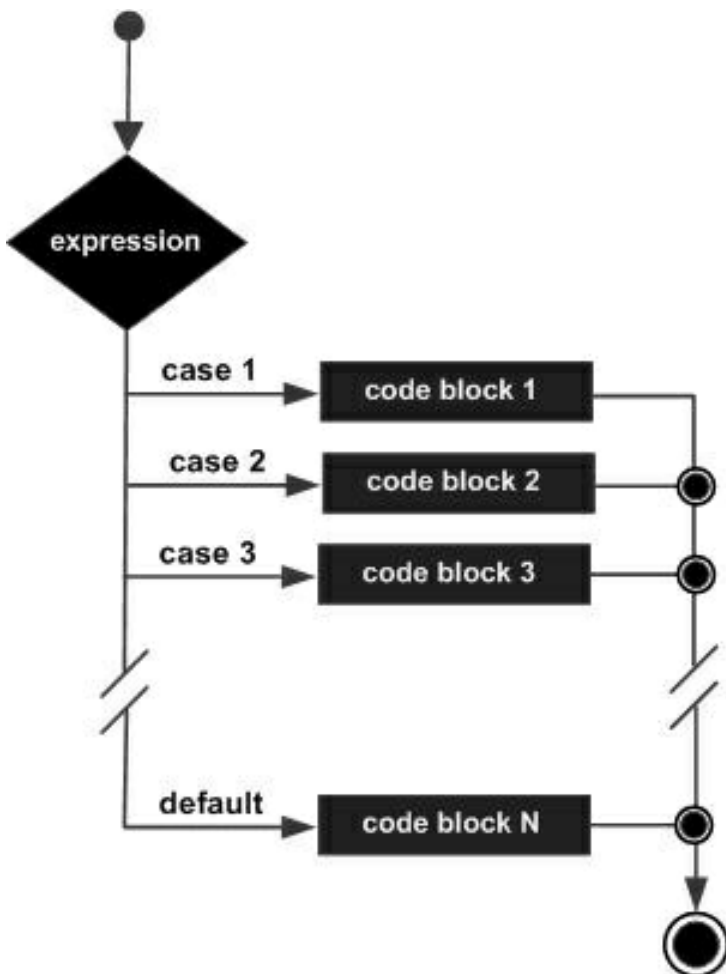 expression
case 1
code block 1
case 2
code block 2
case 3
code block 3
default
code block N